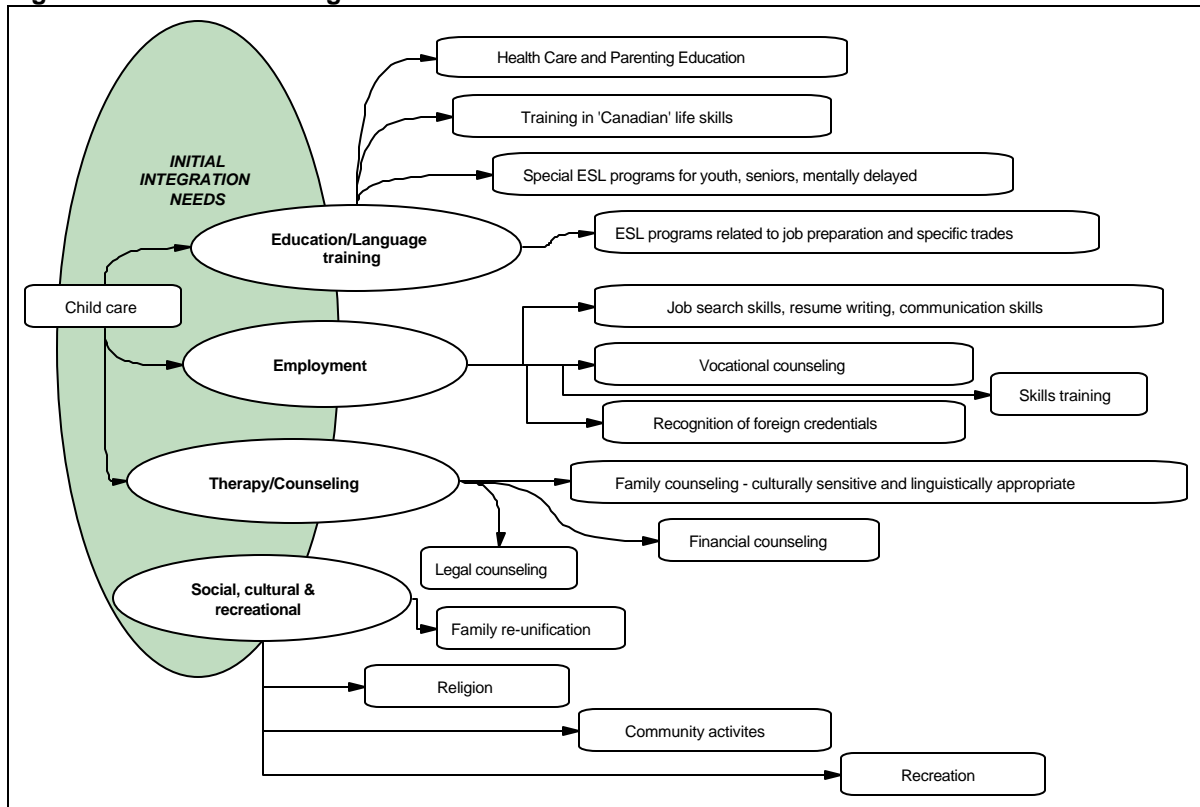 Health Care and Parenting Education
Training in 'Canadian' life skills
INITIAL
INTEGRATION
NEEDS
Special ESL programs for youth, seniors, mentally delayed
Education/Language
training
ESL programs related to job preparation and specific trades
Child care
Job search skills, resume writing, communication skills
Employment
Vocational counseling
Skills training
Recognition of foreign credentials
Therapy/Counseling
Family counseling - culturally sensitive and linguistically appropriate
Financial counseling
Legal counseling
Social, cultural &
recreational
Family re-unification
Religion
Community activites
Recreation